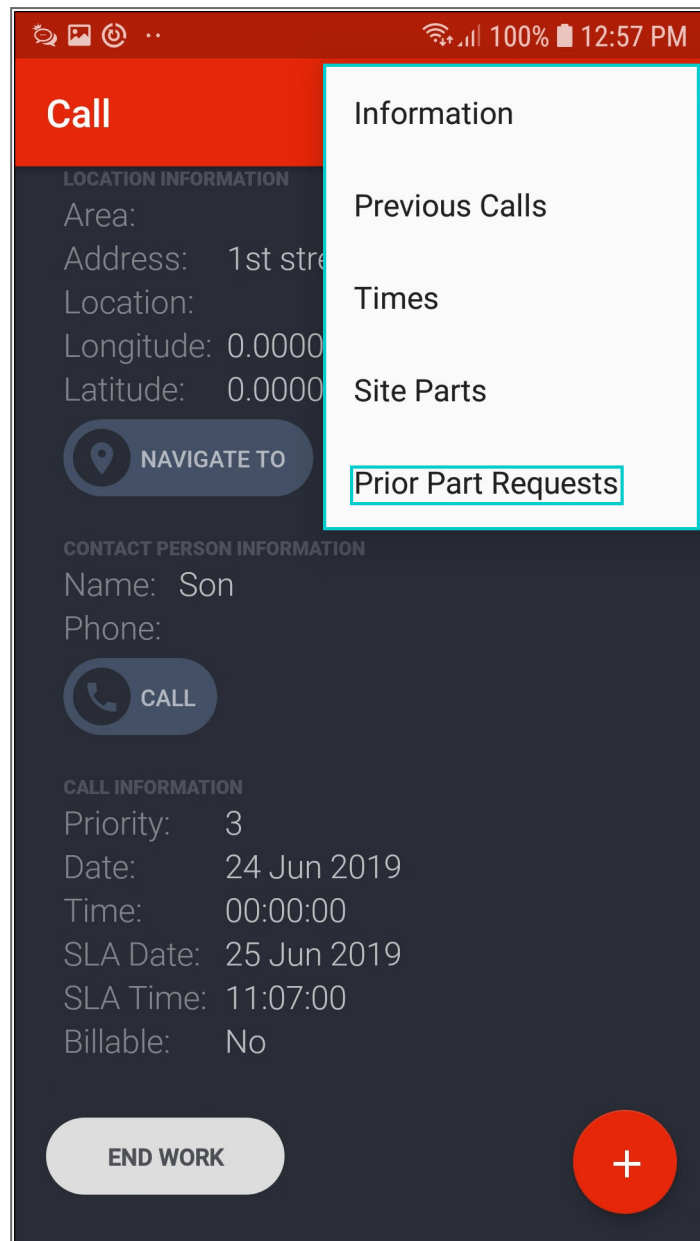 100% 12:57 PM
Call
Information
Previous Calls
Times
Site Parts
Prior Part Requests
LOCATION INFORMATION
Area:
Address: 1st stre
Location:
Longitude: 0.0000
Latitude: 0.0000
NAVIGATE TO
CONTACT PERSON INFORMATION
Name: Son
Phone:
CALL
CALL INFORMATION
Priority: 3
Date: 24 Jun 2019
Time: 00:00:00
SLA Date: 25 Jun 2019
SLA Time: 11:07:00
Billable: No
END WORK
+